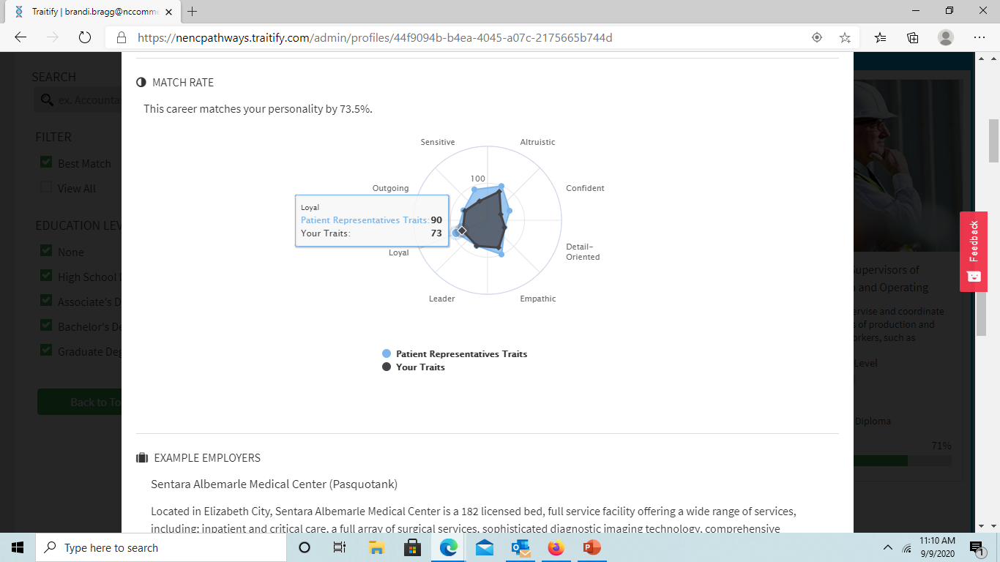 Traitify | brandi.bragg@nccomme
https://nencpathways.traitify.com/admin/profiles/44f9094b-b4ea-4045-a07c-2175665b744d
SEARCH
ex. Accounta
FILTER
Best Match
View All
EDUCATION LEV
None
High School
Associate's D
Bachelor's De
Graduate Deg
Back to To
MATCH RATE
This career matches your personality by 73.5%.
Sensitive
Altruistic
100
Outgoing
Confident
Loyal
Patient Representatives Traits: 90
Your Traits: 73
Detail-
Oriented
Loyal
Leader
Empathic
Patient Representatives Traits
Your Traits
EXAMPLE EMPLOYERS
Sentara Albemarle Medical Center (Pasquotank)
Located in Elizabeth City, Sentara Albemarle Medical Center is a 182 licensed bed, full service facility offering a wide range of services,
including: inpatient and critical care, a full array of surgical services, sophisticated diagnostic imaging technology, comprehensive
Feedback
upervisors of
and Operating
ervise and coordinate
of production and
orkers, such as
Level
Diploma
71%
Type here to search
11:10 AM
9/9/2020
1